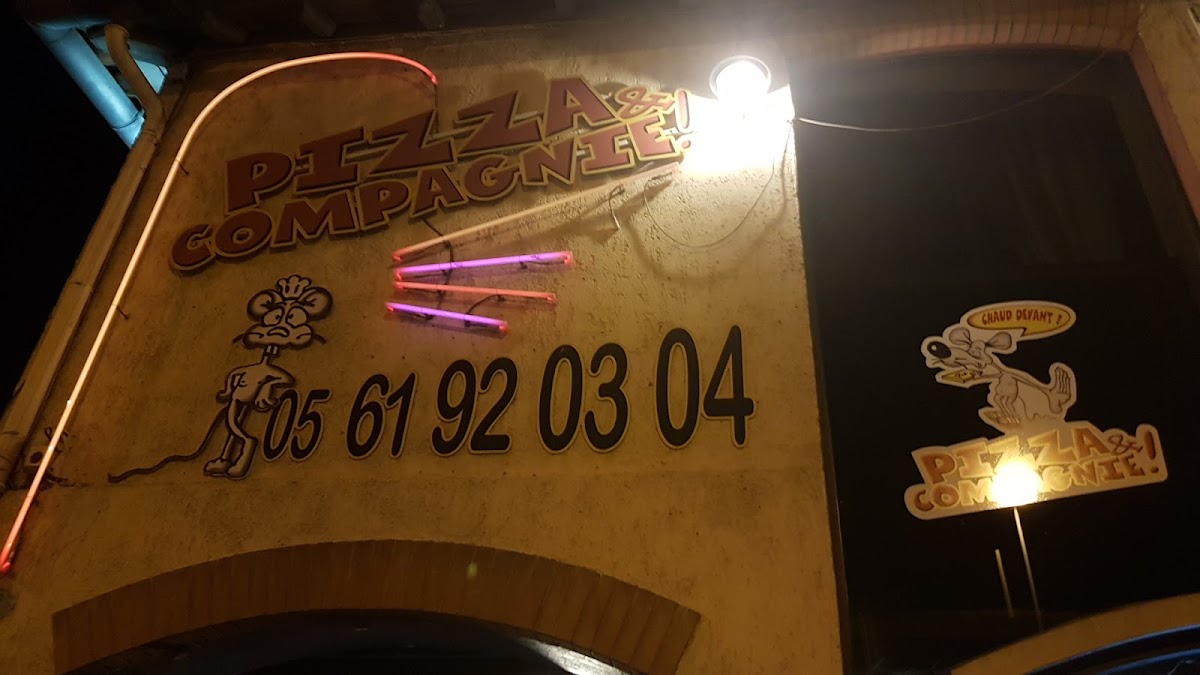 PIZZA &
COMPAGNIE!
05 61 92 03 04
CHAUD DEVANT !
PIZZA &
COMPAGNIE!